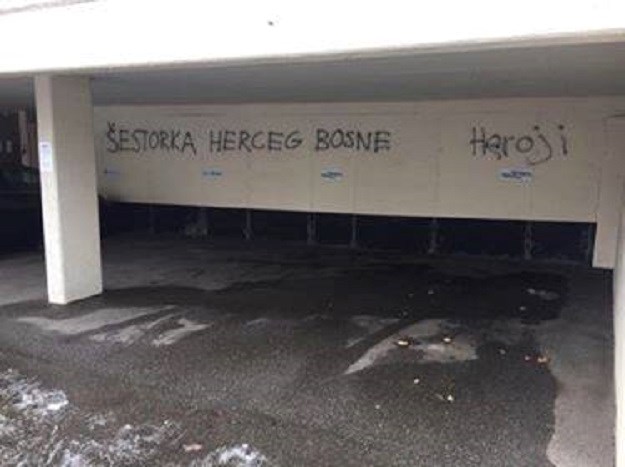 ŠESTORKA HERCEG BOSNE Heroji